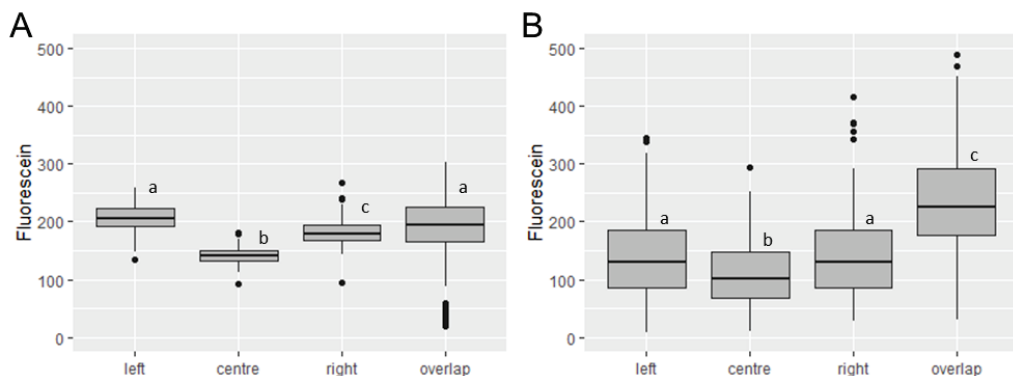 A
B
500
400
300
200
100
0
Fluorescein
a
b
c
a
left
centre
right
overlap
500
400
300
200
100
0
Fluorescein
a
b
a
c
left
centre
right
overlap